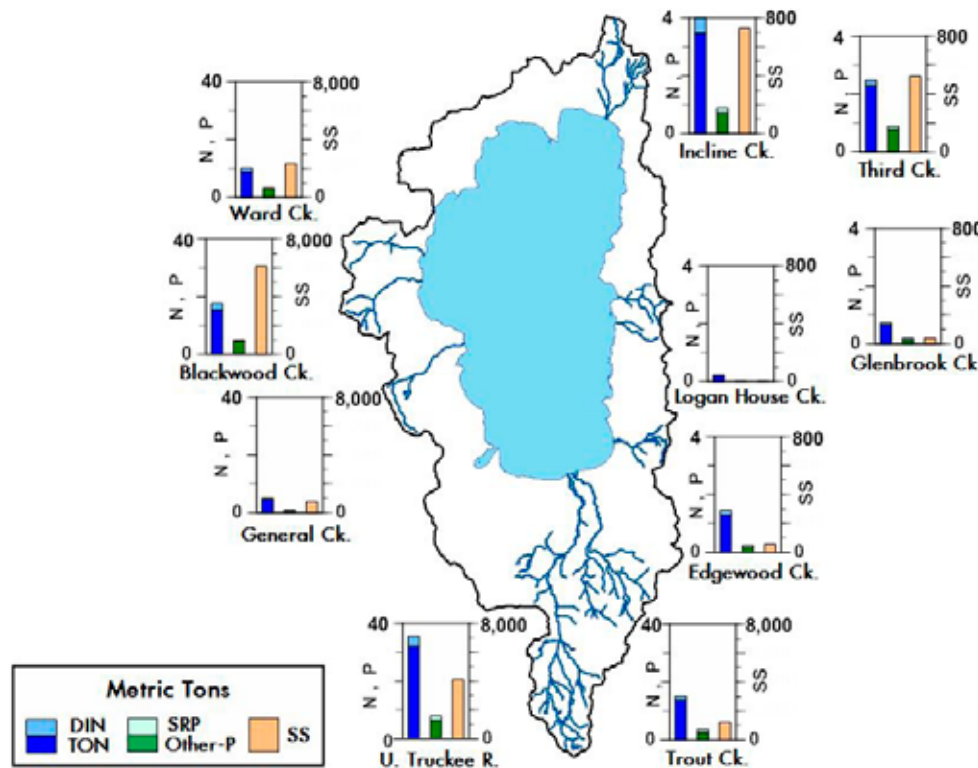 4 800
N, P SS
0 0
Incline Ck.
4 800
N, P SS
0 0
Third Ck.
40 8,000
N, P SS
0 0
Ward Ck.
40 8,000
N, P SS
0 0
Blackwood Ck.
4 800
N, P SS
0 0
Glenbrook Ck
4 800
N, P SS
0 0
Logan House Ck.
40 8,000
N, P SS
0 0
General Ck.
4 800
N, P SS
0 0
Edgewood Ck.
40 8,000
N, P SS
0 0
U. Truckee R.
40 8,000
N, P SS
0 0
Trout Ck.
Metric Tons
DIN SRP SS
TON Other-P